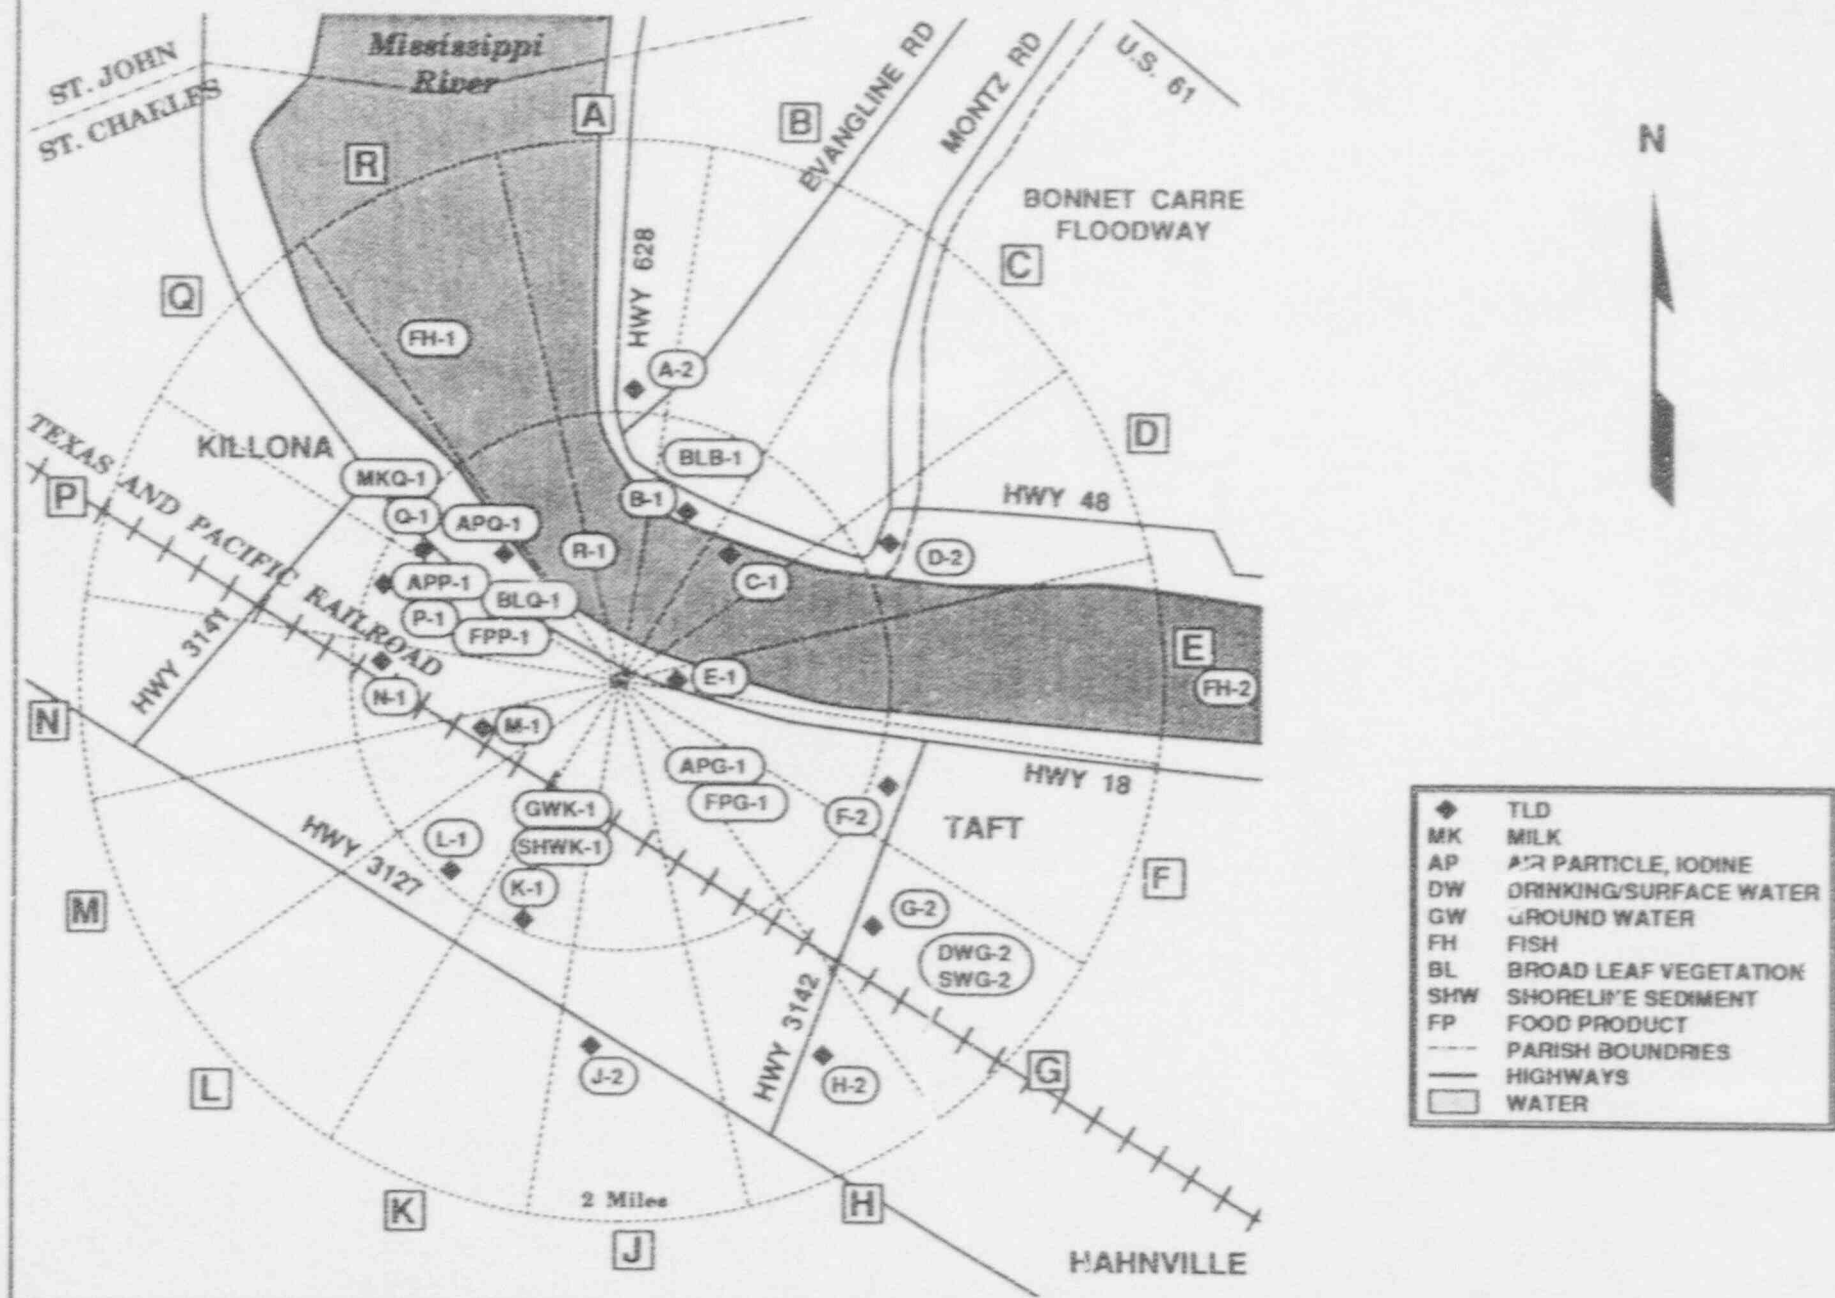 Mississippi
River
ST. JOHN
ST. CHARLES
A
B
EVANGLINE RD
MONTZ RD
U.S. 61
N
R
BONNET CARRE
FLOODWAY
Q
HWY 628
C
FH-1
A-2
D
TEXAS AND PACIFIC RAILROAD
KILLONA
BLB-1
MKQ-1
P
B-1
HWY 48
Q-1
APQ-1
R-1
D-2
C-1
APP-1
BLQ-1
P-1
FPP-1
E
HWY 3141
E-1
FH-2
N-1
N
M-1
APG-1
HWY 18
FPG-1
GWK-1
F-2
TAFT
L-1
SHWK-1
HWY 3127
K-1
F
M
G-2
DWG-2
SWG-2
HWY 3142
J-2
H-2
G
L
2 Miles
K
H
J
HAHNVILLE
TLD
MK MILK
AP AIR PARTICLE, IODINE
DW DRINKING/SURFACE WATER
GW GROUND WATER
FH FISH
BL BROAD LEAF VEGETATION
SHW SHORELINE SEDIMENT
FP FOOD PRODUCT
PARISH BOUNDRIES
HIGHWAYS
WATER